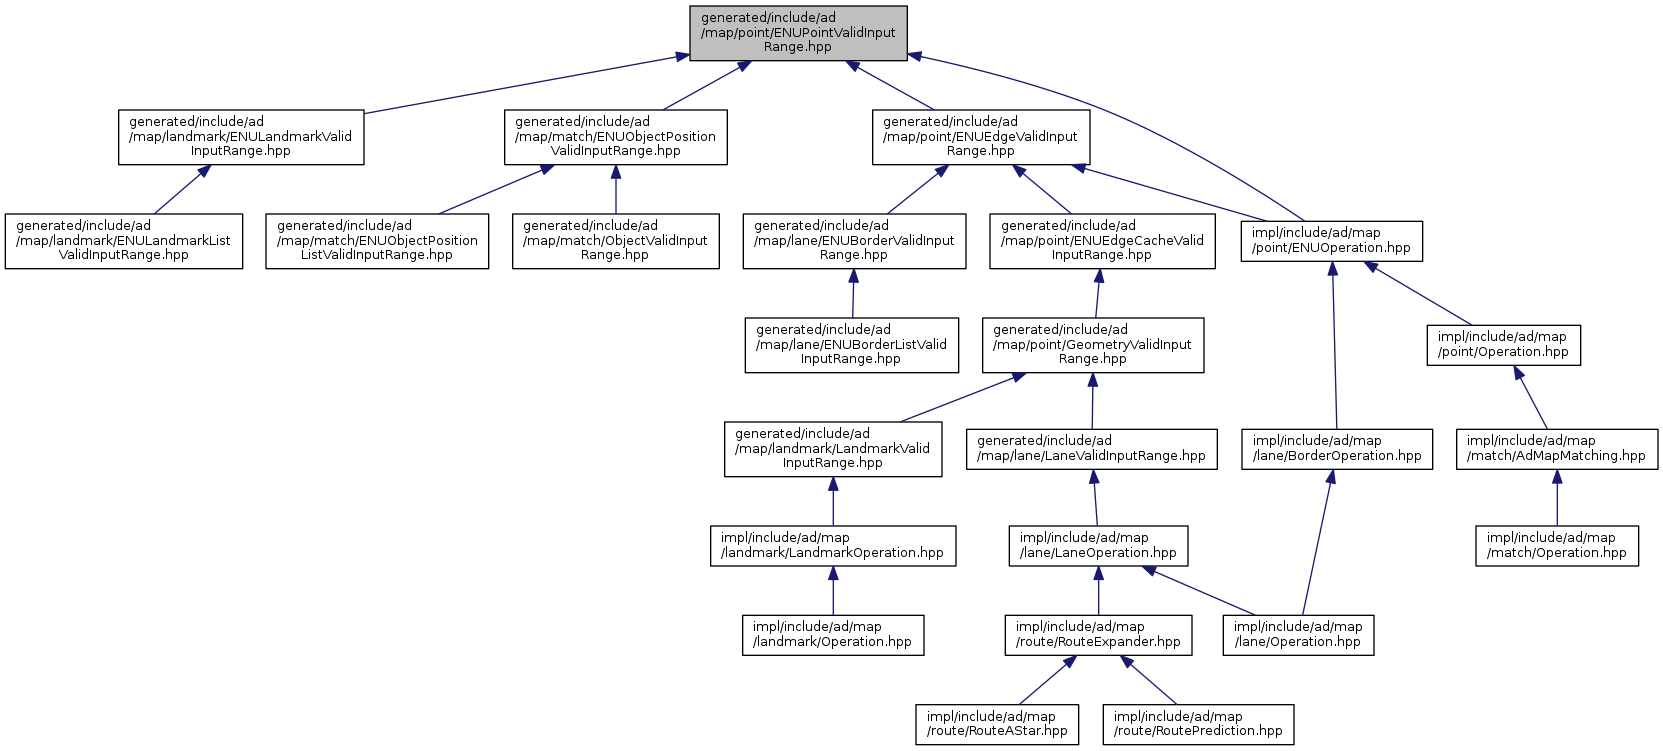 generated/include/ad
/map/point/ENUPointValidInput
Range.hpp
generated/include/ad
/map/landmark/ENULandmarkValid
InputRange.hpp
generated/include/ad
/map/match/ENUObjectPosition
ValidInputRange.hpp
generated/include/ad
/map/point/ENUEdgeValidInput
Range.hpp
generated/include/ad
/map/landmark/ENULandmarkList
ValidInputRange.hpp
generated/include/ad
/map/match/ENUObjectPosition
ListValidInputRange.hpp
generated/include/ad
/map/match/ObjectValidInput
Range.hpp
generated/include/ad
/map/lane/ENUBorderValidInput
Range.hpp
generated/include/ad
/map/point/ENUEdgeCacheValid
InputRange.hpp
impl/include/ad/map
/point/ENUOperation.hpp
generated/include/ad
/map/lane/ENUBorderListValid
InputRange.hpp
generated/include/ad
/map/point/GeometryValidInput
Range.hpp
impl/include/ad/map
/point/Operation.hpp
generated/include/ad
/map/landmark/LandmarkValid
InputRange.hpp
generated/include/ad
/map/lane/LaneValidInputRange.hpp
impl/include/ad/map
/lane/BorderOperation.hpp
impl/include/ad/map
/match/AdMapMatching.hpp
impl/include/ad/map
/landmark/LandmarkOperation.hpp
impl/include/ad/map
/lane/LaneOperation.hpp
impl/include/ad/map
/match/Operation.hpp
impl/include/ad/map
/landmark/Operation.hpp
impl/include/ad/map
/route/RouteExpander.hpp
impl/include/ad/map
/lane/Operation.hpp
impl/include/ad/map
/route/RouteAStar.hpp
impl/include/ad/map
/route/RoutePrediction.hpp